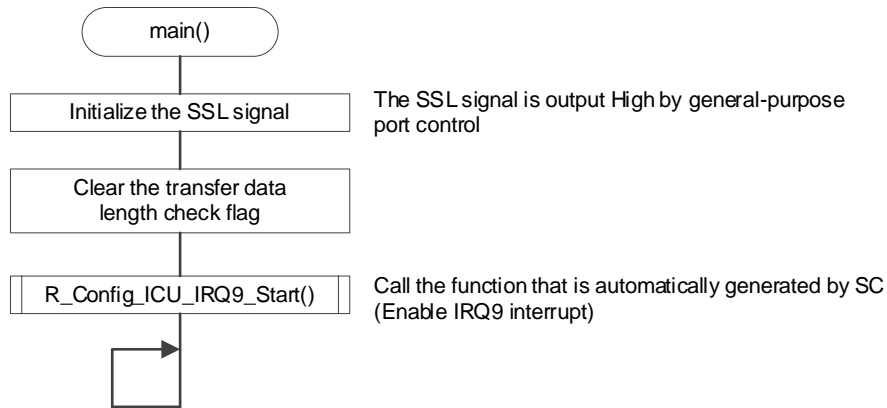 main()
Initialize the SSL signal
The SSL signal is output High by general-purpose
port control
Clear the transfer data
length check flag
R_Config_ICU_IRQ9_Start()
Call the function that is automatically generated by SC
(Enable IRQ9 interrupt)